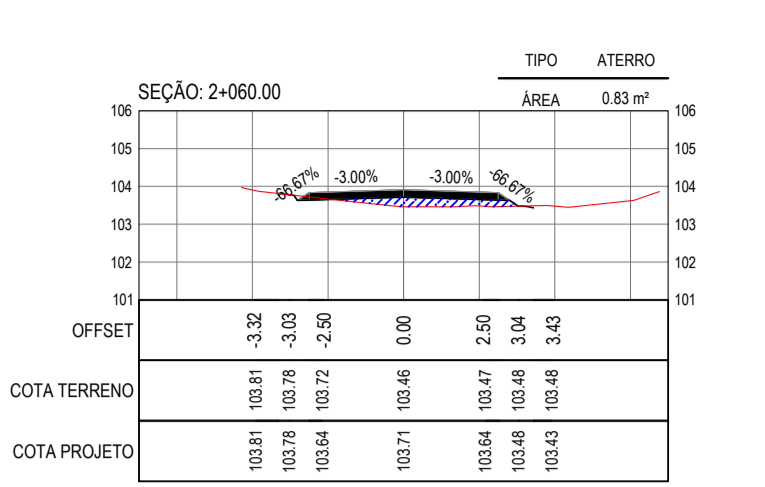 TIPO ATERRO
SEÇÃO: 2+060.00
ÁREA 0.83 m²
106 106
105 105
-66.67% -3.00% -3.00% -66.67%
104 104
103 103
102 102
101 101
OFFSET -3.32 -3.03 -2.50 0.00 2.50 3.04 3.43
COTA TERRENO 103.81 103.78 103.72 103.46 103.47 103.48 103.48
COTA PROJETO 103.81 103.78 103.64 103.71 103.64 103.48 103.43